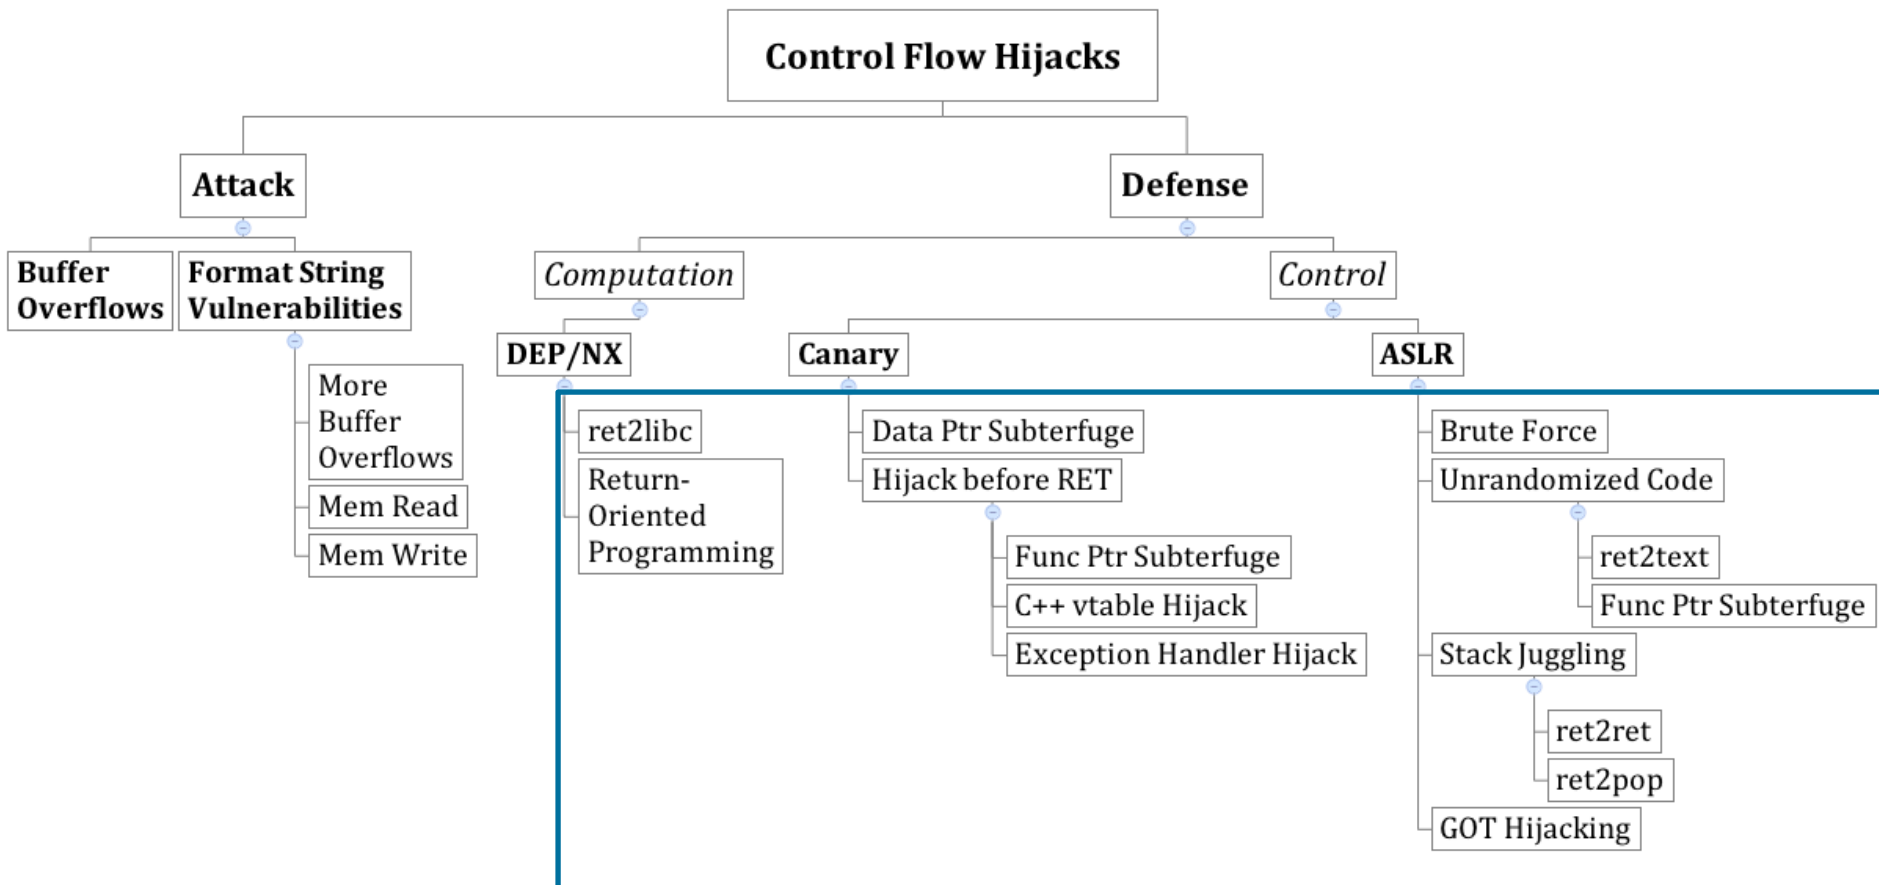 Control Flow Hijacks
Attack
Defense
Buffer
Overflows
Format String
Vulnerabilities
Computation
Control
DEP/NX
Canary
ASLR
More
Buffer
Overflows
Mem Read
Mem Write
ret2libc
Return-
Oriented
Programming
Data Ptr Subterfuge
Hijack before RET
Func Ptr Subterfuge
C++ vtable Hijack
Exception Handler Hijack
Brute Force
Unrandomized Code
ret2text
Func Ptr Subterfuge
Stack Juggling
ret2ret
ret2pop
GOT Hijacking